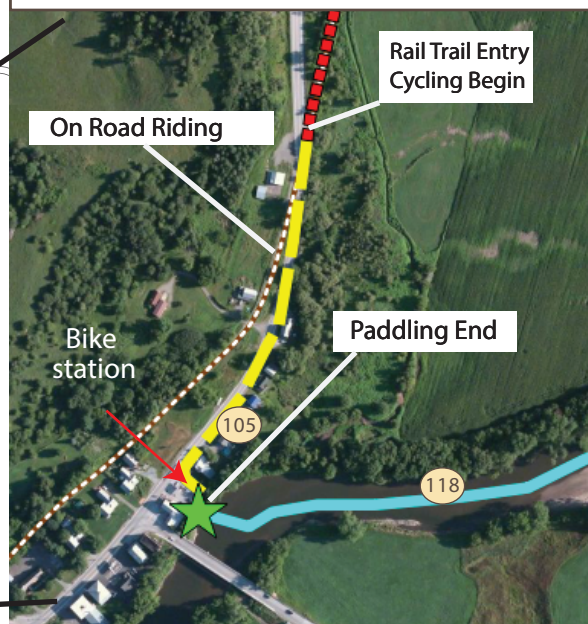 Rail Trail Entry
Cycling Begin
On Road Riding
Paddling End
Bike
station
105
118